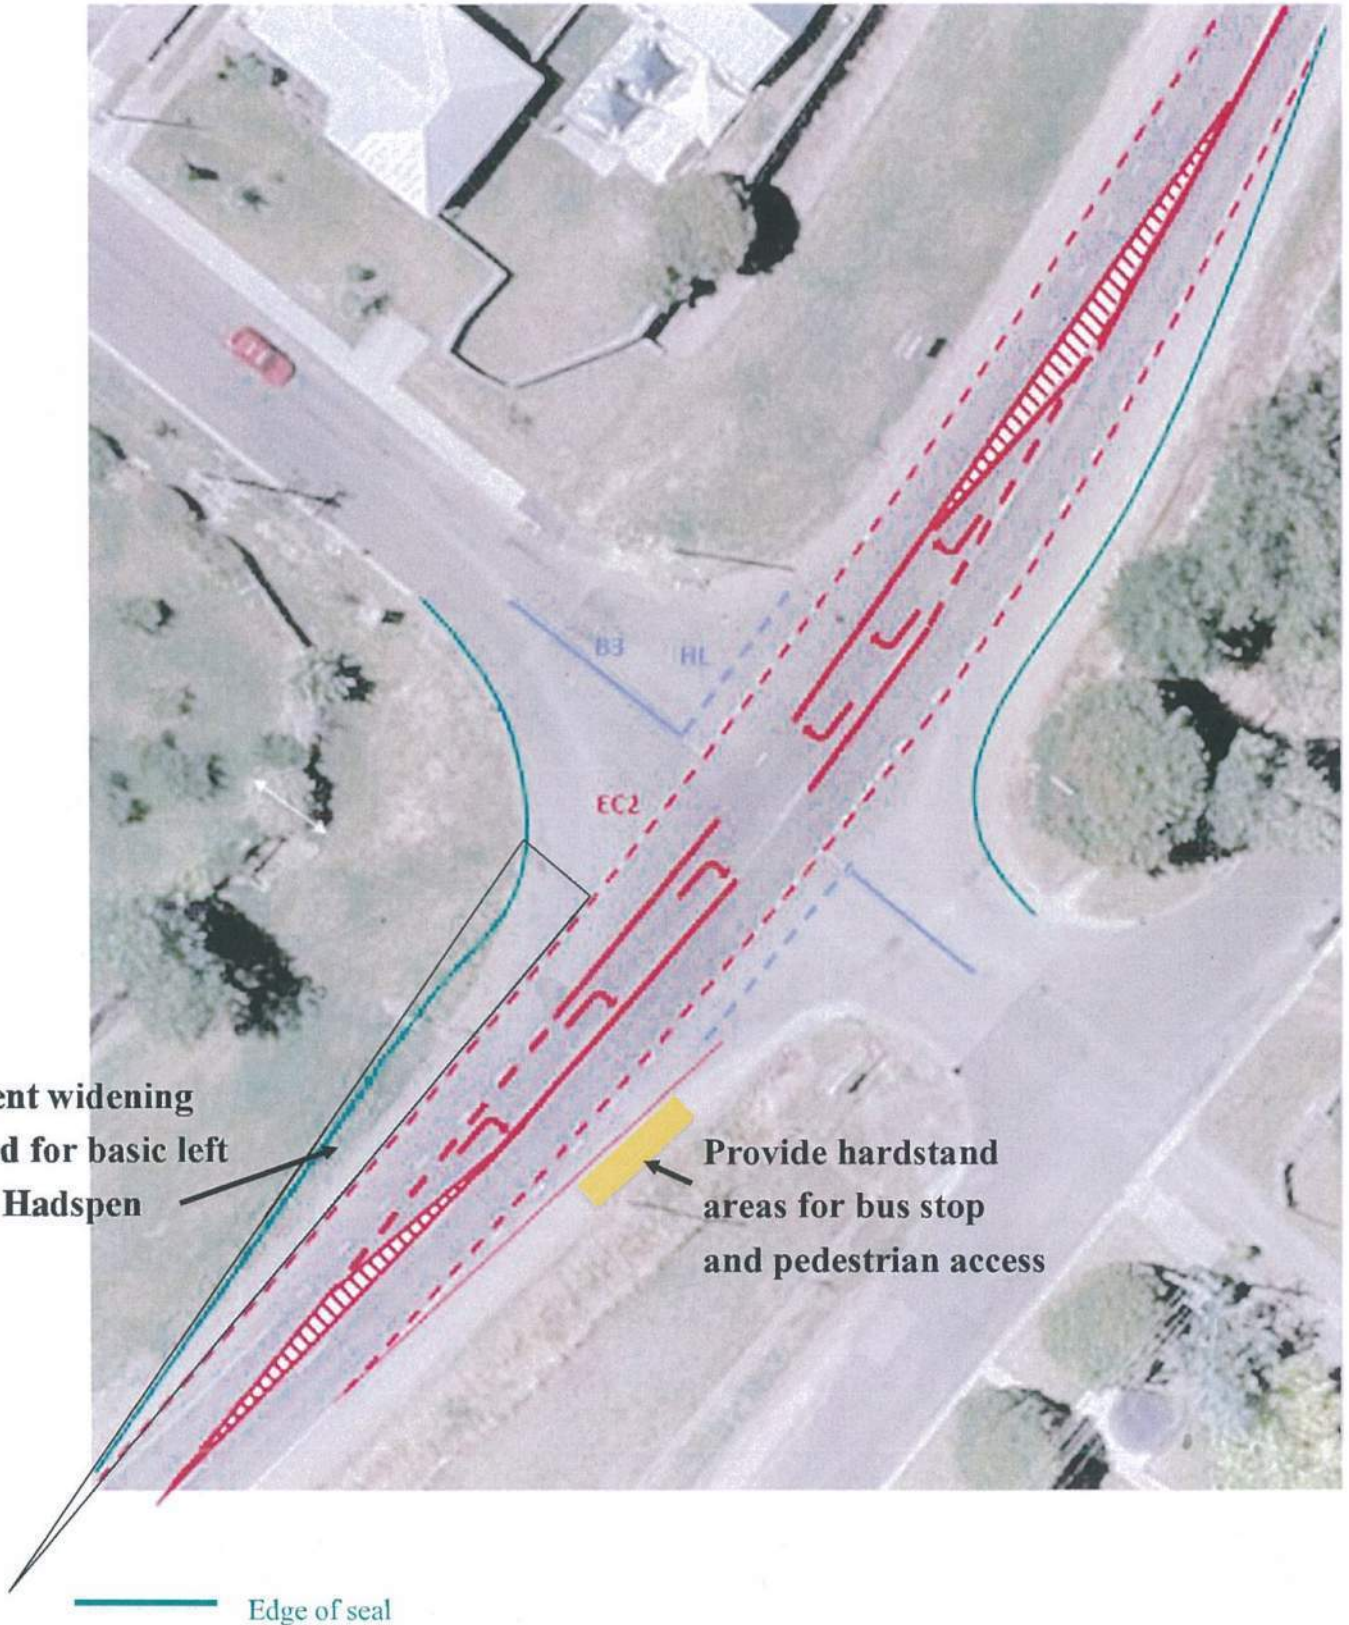 B3 HL
EC2
ent widening
d for basic left
Hadspen
Provide hardstand
areas for bus stop
and pedestrian access
Edge of seal